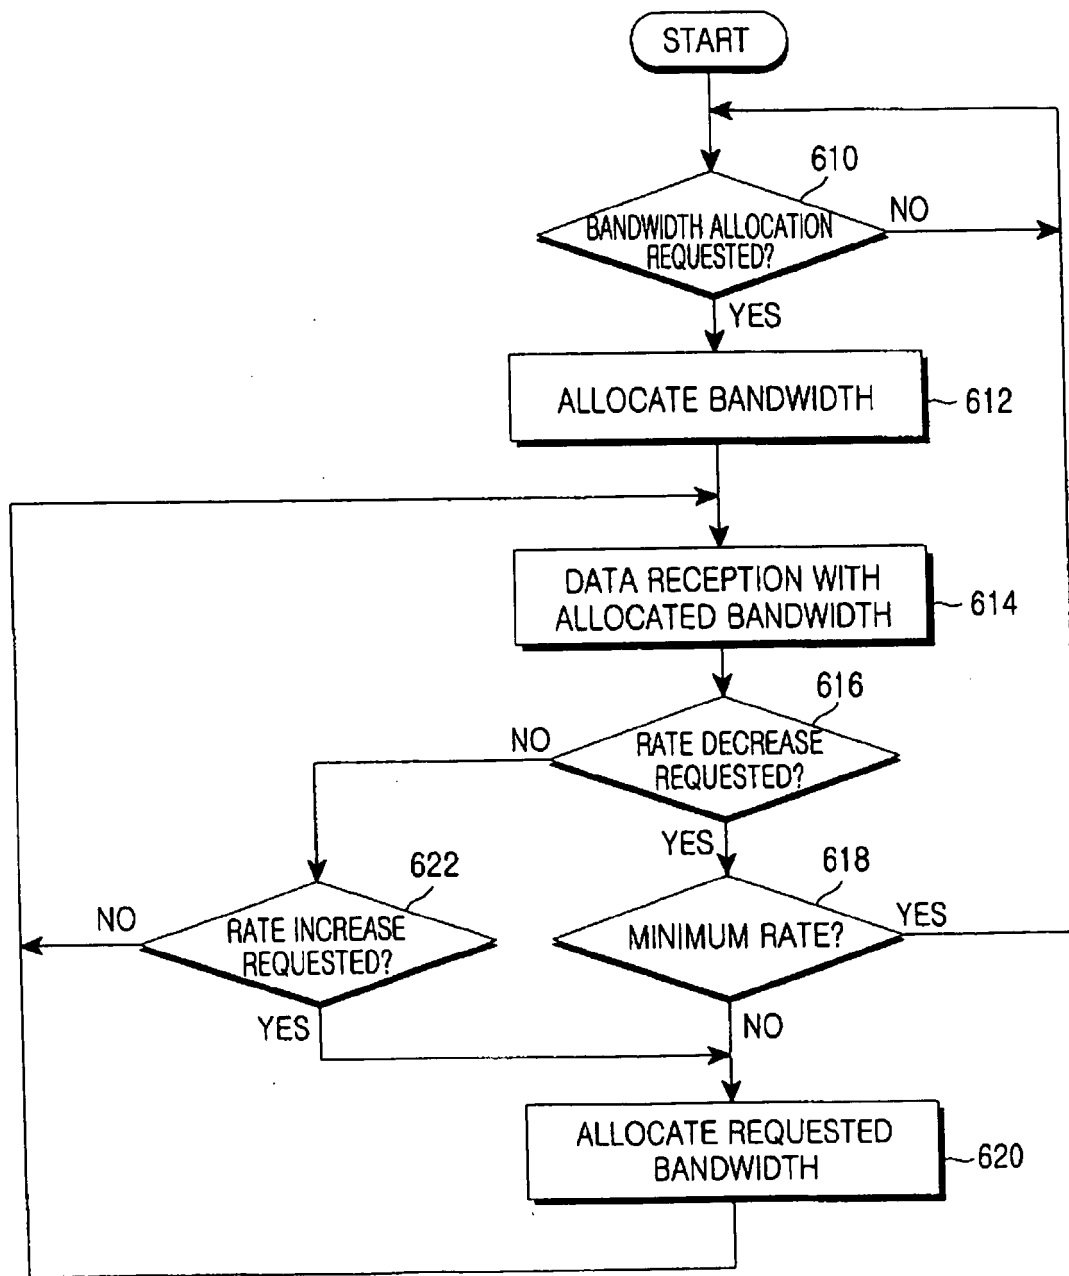 START
610
BANDWIDTH ALLOCATION
REQUESTED?
NO
YES
ALLOCATE BANDWIDTH
612
DATA RECEPTION WITH
ALLOCATED BANDWIDTH
614
616
RATE DECREASE
REQUESTED?
NO
YES
622
RATE INCREASE
REQUESTED?
NO
YES
618
MINIMUM RATE?
YES
NO
ALLOCATE REQUESTED
BANDWIDTH
620